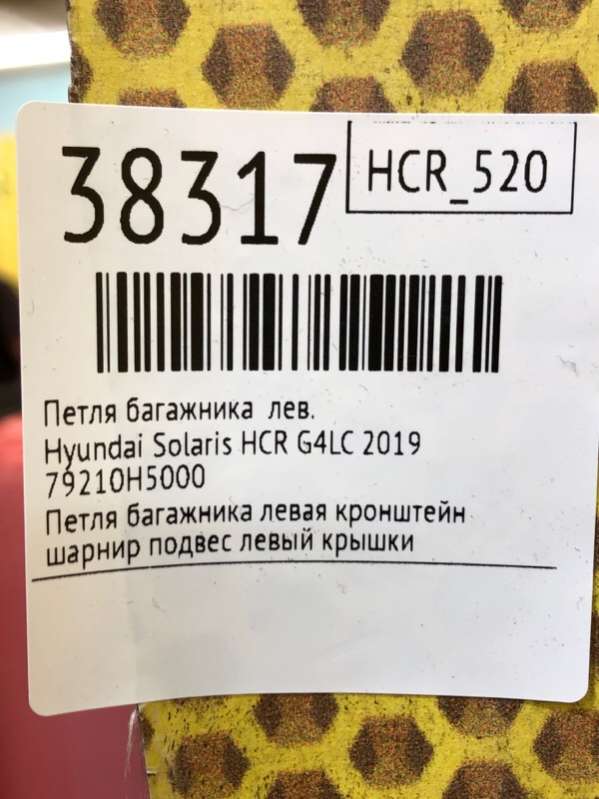 38317
HCR_520
Петля багажника лев.
Hyundai Solaris HCR G4LC 2019
79210H5000
Петля багажника левая кронштейн
шарнир подвес левый крышки